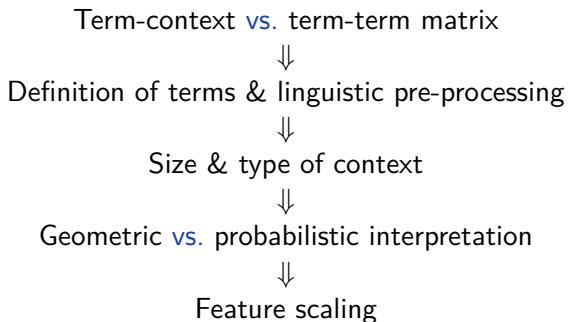 Term-context vs. term-term matrix
⇓
Definition of terms & linguistic pre-processing
⇓
Size & type of context
⇓
Geometric vs. probabilistic interpretation
⇓
Feature scaling